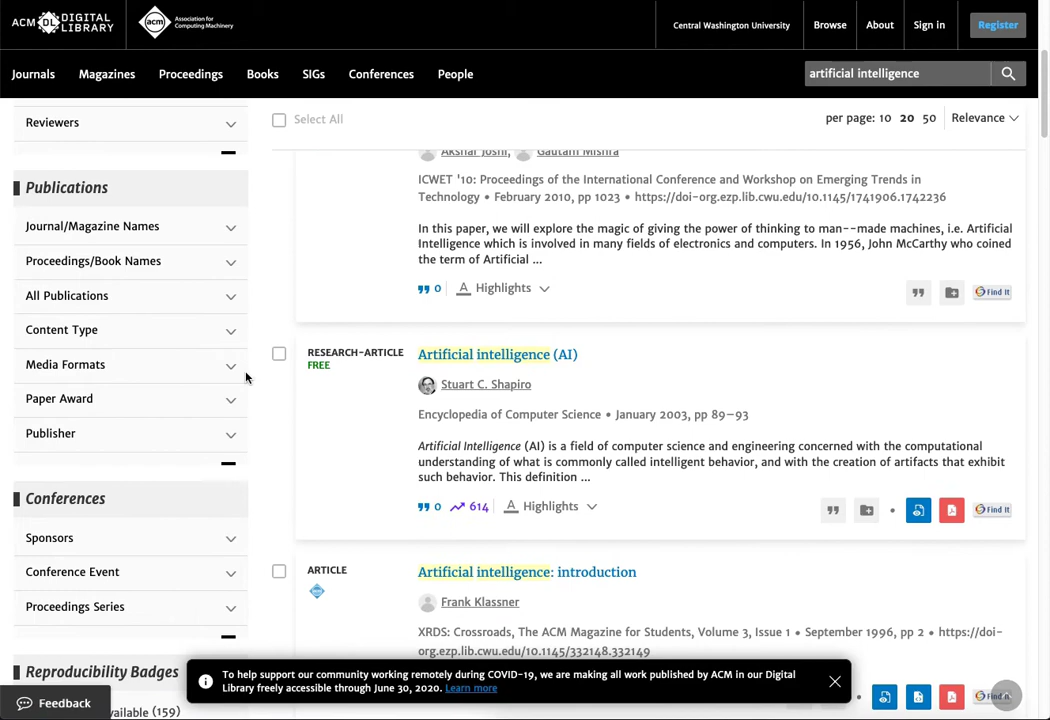 ACM DL DIGITAL LIBRARY
acm Association for Computing Machinery
Central Washington University
Browse
About
Sign in
Register
Journals
Magazines
Proceedings
Books
SIGs
Conferences
People
artificial intelligence
Reviewers
Publications
Journal/Magazine Names
Proceedings/Book Names
All Publications
Content Type
Media Formats
Paper Award
Publisher
Conferences
Sponsors
Conference Event
Proceedings Series
Reproducibility Badges
vailable (159)
Feedback
Select All
per page: 10 20 50
Relevance
Akshar Joshi, Gautam Mishra
ICWET '10: Proceedings of the International Conference and Workshop on Emerging Trends in
Technology • February 2010, pp 1023 • https://doi-org.ezp.lib.cwu.edu/10.1145/1741906.1742236
In this paper, we will explore the magic of giving the power of thinking to man--made machines, i.e. Artificial
Intelligence which is involved in many fields of electronics and computers. In 1956, John McCarthy who coined
the term of Artificial ...
0 A Highlights
Find It
RESEARCH-ARTICLE
FREE
Artificial intelligence (AI)
Stuart C. Shapiro
Encyclopedia of Computer Science • January 2003, pp 89–93
Artificial Intelligence (AI) is a field of computer science and engineering concerned with the computational
understanding of what is commonly called intelligent behavior, and with the creation of artifacts that exhibit
such behavior. This definition ...
0 614 A Highlights
Find It
ARTICLE
Artificial intelligence: introduction
Frank Klassner
XRDS: Crossroads, The ACM Magazine for Students, Volume 3, Issue 1 • September 1996, pp 2 • https://doi-
org.ezp.lib.cwu.edu/10.1145/332148.332149
To help support our community working remotely during COVID-19, we are making all work published by ACM in our Digital
Library freely accessible through June 30, 2020. Learn more
Find It